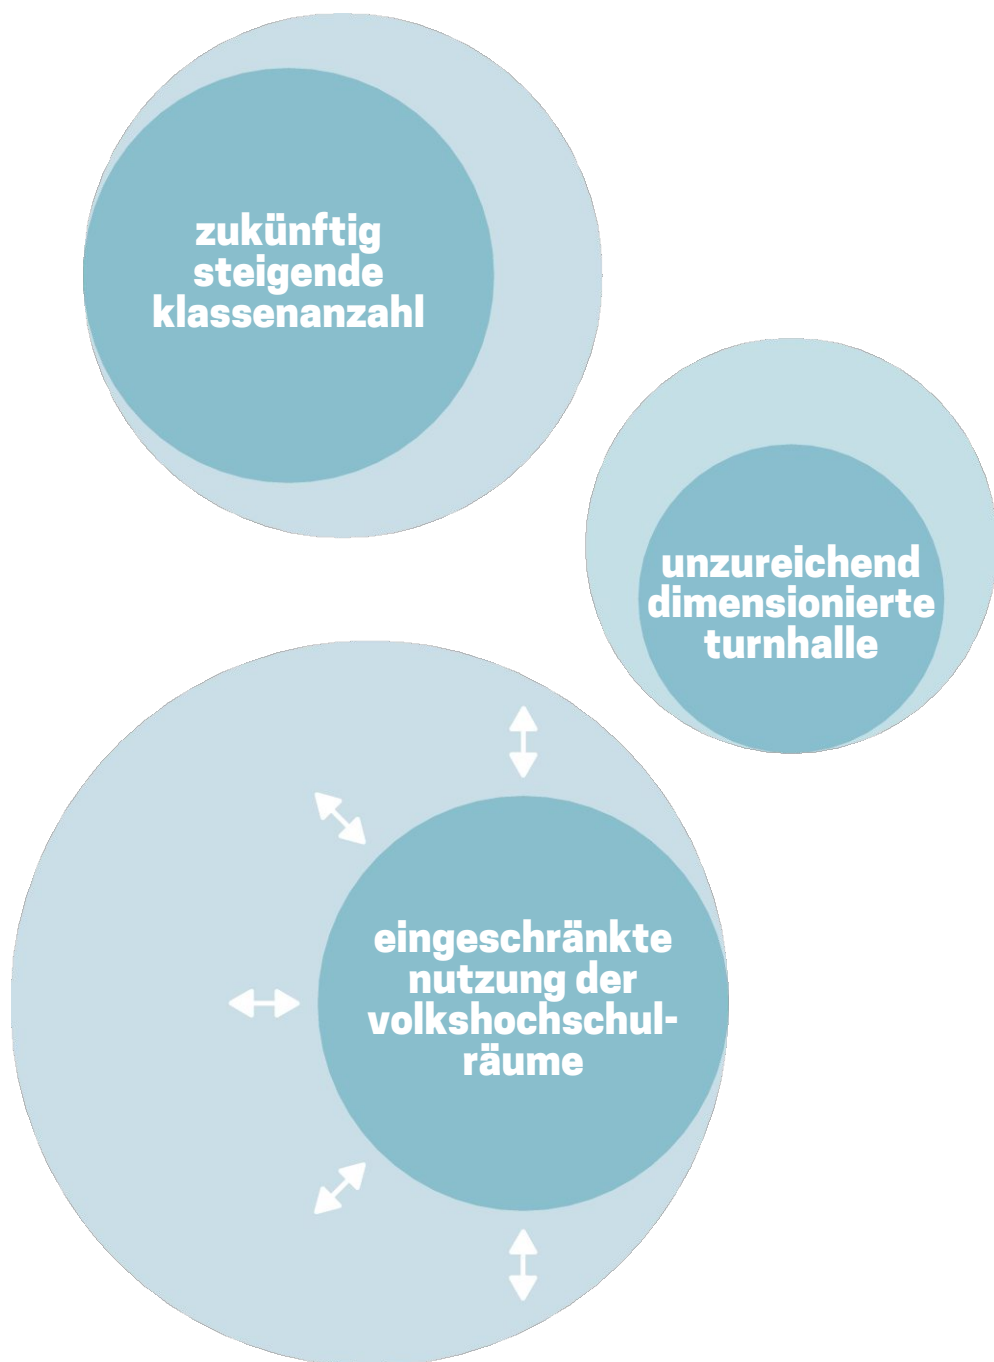 zukünftig
steigende
klassenanzahl
unzureichend
dimensionierte
turnhalle
eingeschränkte
nutzung der
volkshochschul-
räume